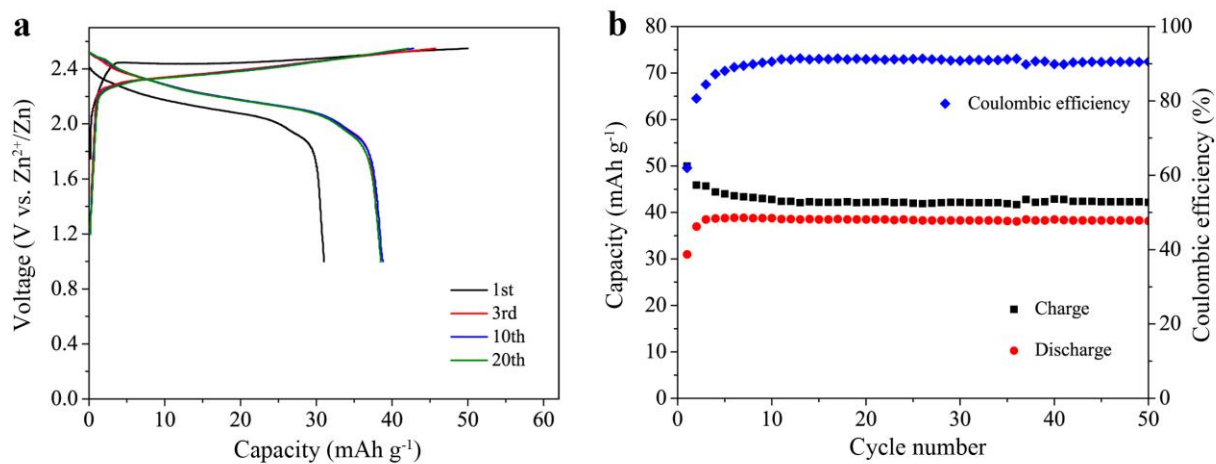 a
Voltage (V vs. Zn²⁺/Zn)
2.4
2.0
1.6
1.2
0.8
0.4
0.0
0
10
20
30
40
50
60
Capacity (mAh g⁻¹)
1st
3rd
10th
20th
b
Capacity (mAh g⁻¹)
80
70
60
50
40
30
20
10
0
0
10
20
30
40
50
Cycle number
100
80
60
40
20
0
Coulombic efficiency (%)
Coulombic efficiency
Charge
Discharge